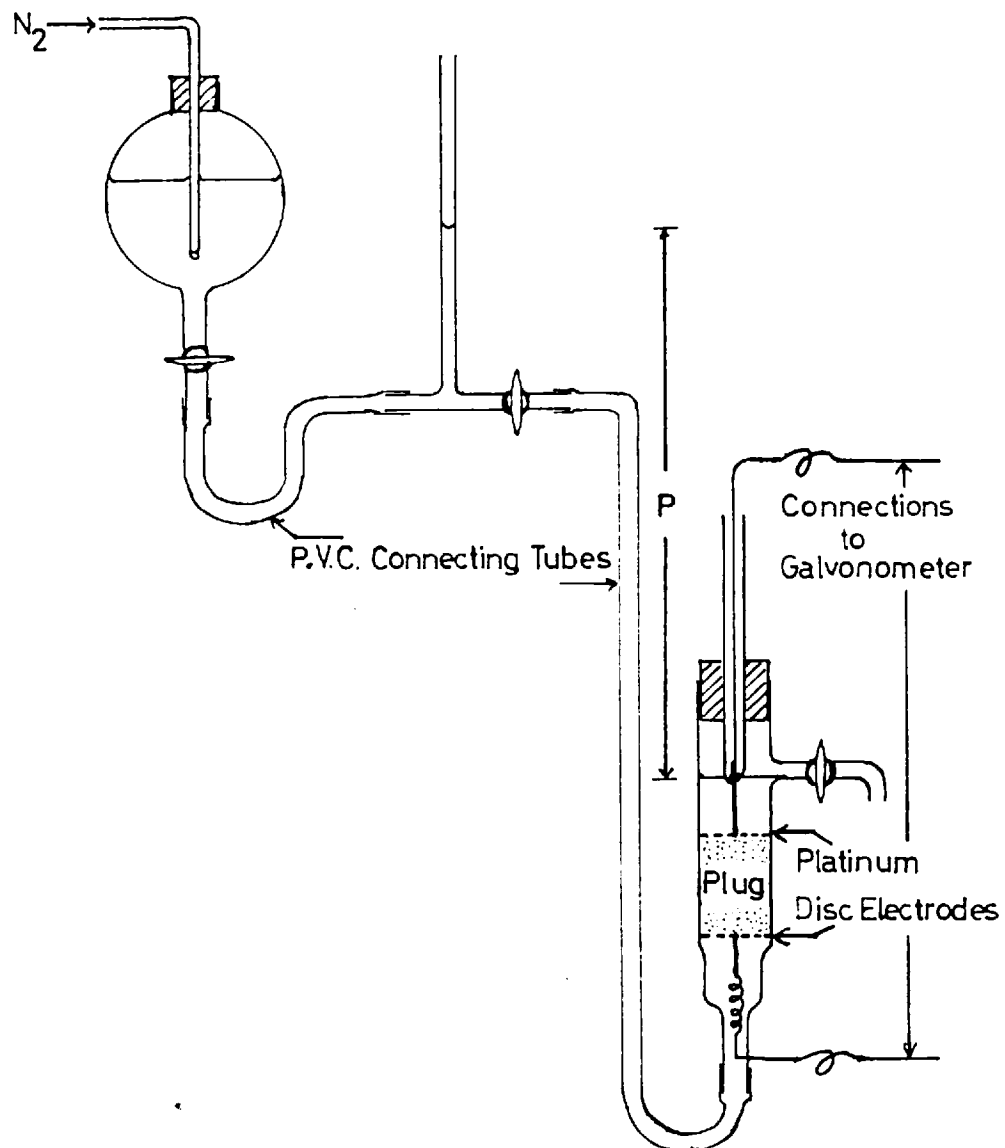 N₂
P
Connections
to
Galvonometer
P.V.C. Connecting Tubes
Platinum
Plug
Disc Electrodes